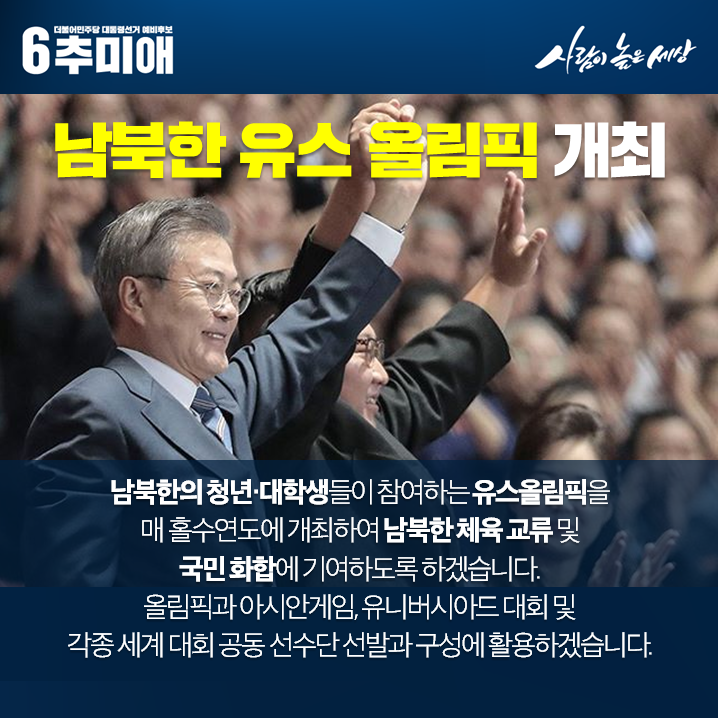 더불어민주당 대통령선거 예비후보
6 추미애
사람이 높은 세상
남북한 유스 올림픽 개최
남북한의 청년·대학생들이 참여하는 유스올림픽을
매 홀수연도에 개최하여 남북한 체육 교류 및
국민 화합에 기여하도록 하겠습니다.
올림픽과 아시안게임, 유니버시아드 대회 및
각종 세계 대회 공동 선수단 선발과 구성에 활용하겠습니다.